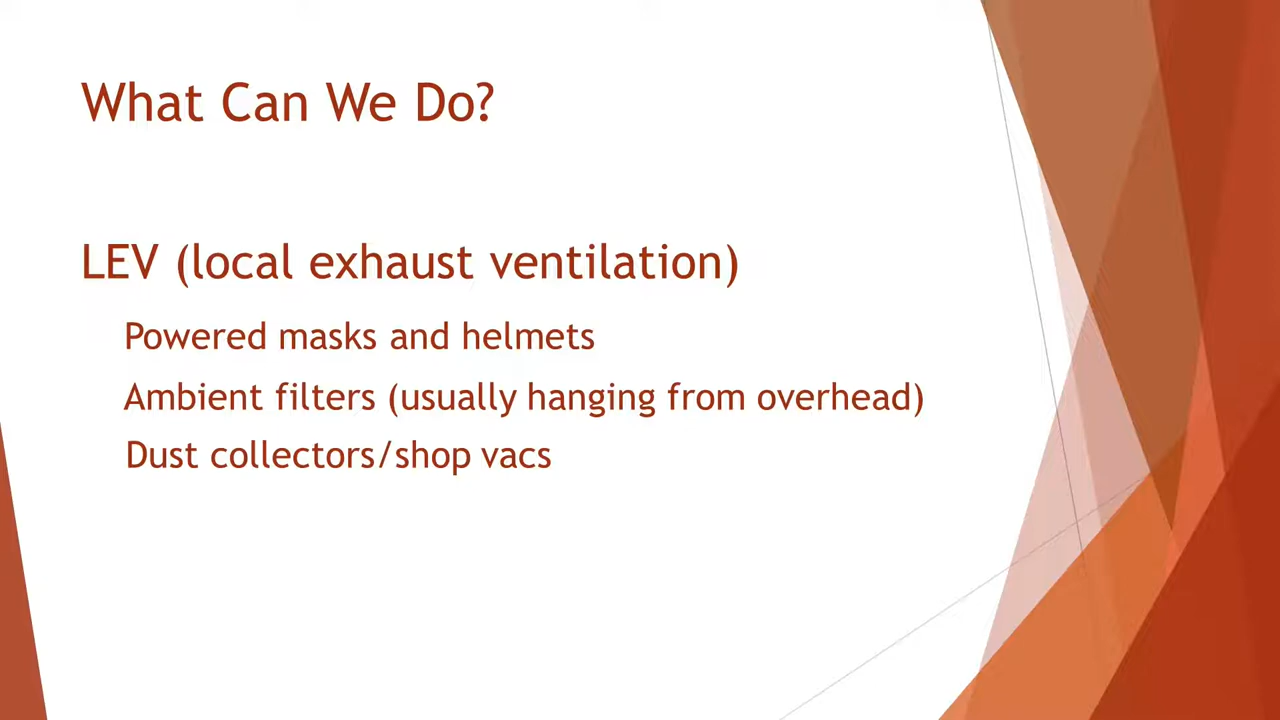 What Can We Do?
LEV (local exhaust ventilation)
Powered masks and helmets
Ambient filters (usually hanging from overhead)
Dust collectors/shop vacs